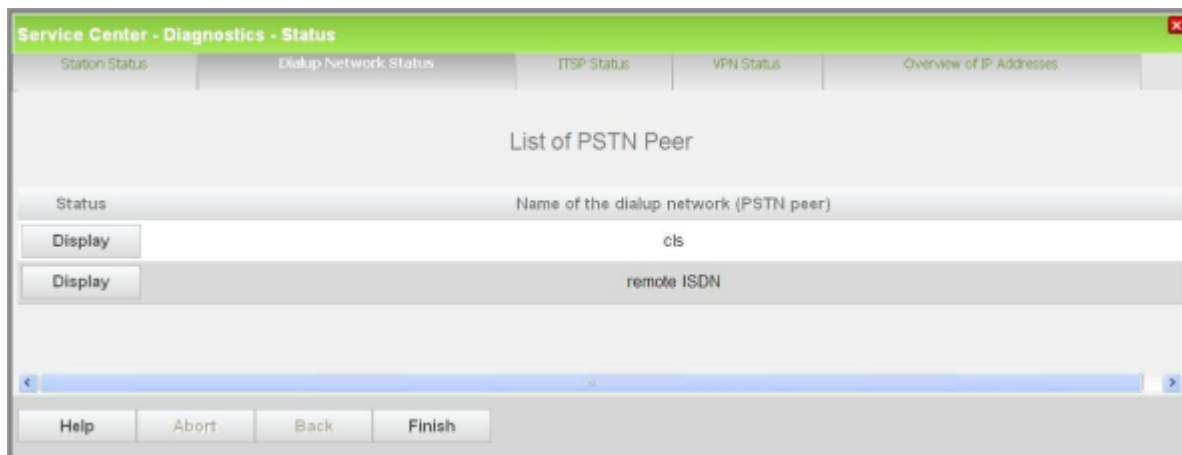 Service Center - Diagnostics - Status
Station Status Dialup Network Status ITSP Status VPN Status Overview of IP Addresses
List of PSTN Peer
Status Name of the dialup network (PSTN peer)
Display cls
Display remote ISDN
Help Abort Back Finish